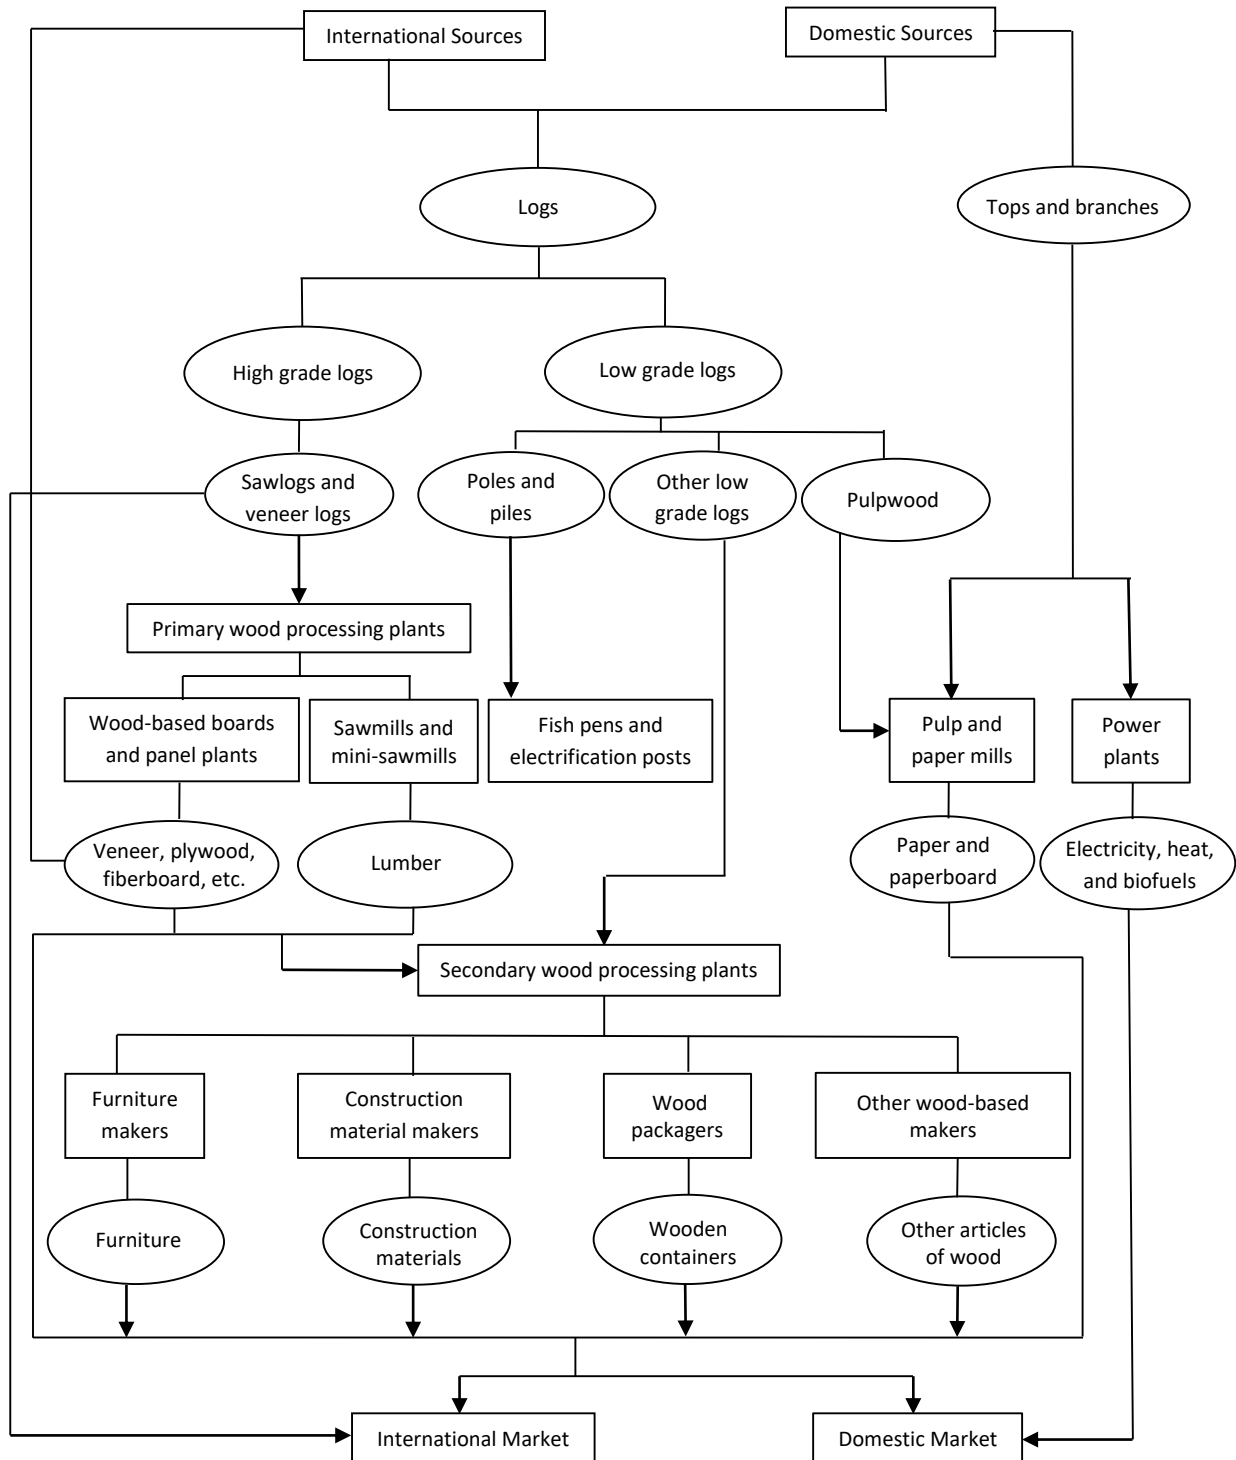 International Sources
Domestic Sources
Logs
Tops and branches
High grade logs
Low grade logs
Sawlogs and
veneer logs
Poles and
piles
Other low
grade logs
Pulpwood
Primary wood processing plants
Wood-based boards
and panel plants
Sawmills and
mini-sawmills
Fish pens and
electrification posts
Pulp and
paper mills
Power
plants
Veneer, plywood,
fiberboard, etc.
Lumber
Paper and
paperboard
Electricity, heat,
and biofuels
Secondary wood processing plants
Furniture
makers
Construction
material makers
Wood
packagers
Other wood-based
makers
Furniture
Construction
materials
Wooden
containers
Other articles
of wood
International Market
Domestic Market